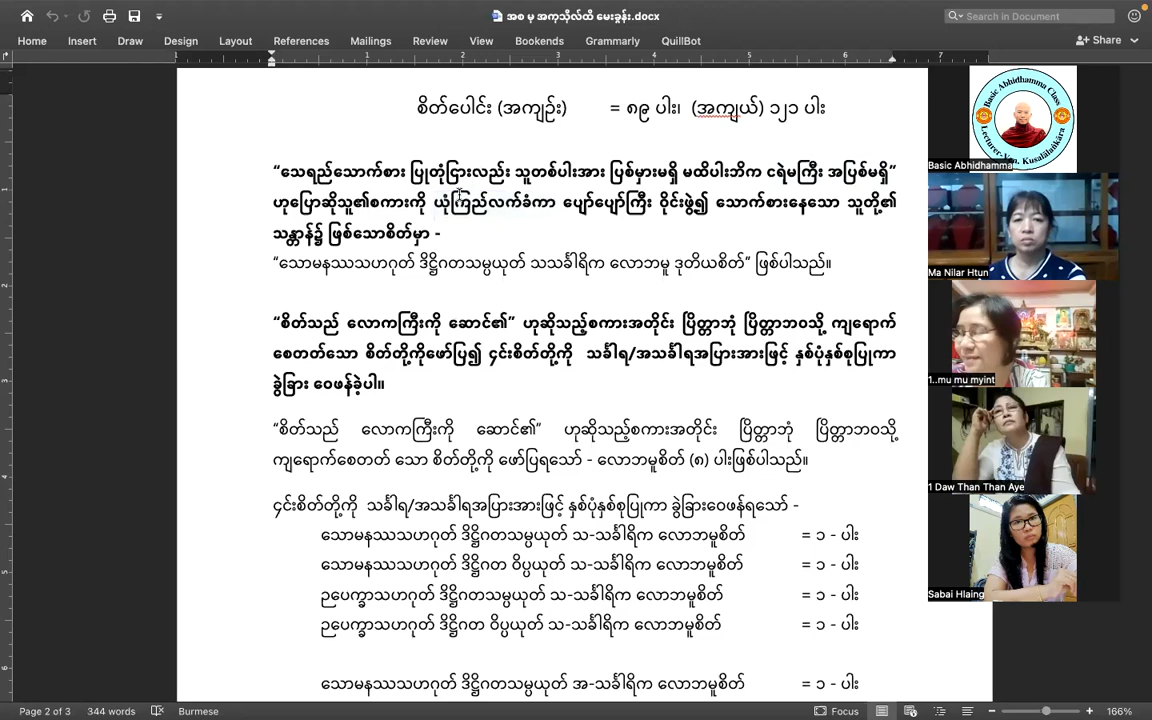 အစ မှ အကုသိုလ်ထိ မေးခွန်း.docx
Search in Document
Home Insert Draw Design Layout References Mailings Review View Bookends Grammarly QuillBot
Share
1 1 2 3 4 5 6 7
စိတ်ပေါင်း (အကျဉ်း) = ၈၉ ပါး၊ (အကျယ်) ၁၂၁ ပါး
“သေရည်သောက်စား ပြုတုံငြားလည်း သူတစ်ပါးအား ပြစ်မှားမရှိ မထိပါးဘိက ငရဲမကြီး အပြစ်မရှိ”
ဟုပြောဆိုသူ၏စကားကို ယုံကြည်လက်ခံကာ ပျော်ပျော်ကြီး ဝိုင်းဖွဲ့၍ သောက်စားနေသော သူတို့၏
သန္တာန်၌ ဖြစ်သောစိတ်မှာ -
“သောမနဿသဟဂုတ် ဒိဋ္ဌိဂတသမ္ပယုတ် သသင်္ခါရိက လောဘမူ ဒုတိယစိတ်” ဖြစ်ပါသည်။
“စိတ်သည် လောကကြီးကို ဆောင်၏” ဟုဆိုသည့်စကားအတိုင်း ပြိတ္တာဘုံ ပြိတ္တာဘဝသို့ ကျရောက်
စေတတ်သော စိတ်တို့ကိုဖော်ပြ၍ ၄င်းစိတ်တို့ကို သင်္ခါရ/အသင်္ခါရအပြားအားဖြင့် နှစ်ပုံနှစ်စုပြုကာ
ခွဲခြား ဝေဖန်ခဲ့ပါ။
“စိတ်သည် လောကကြီးကို ဆောင်၏” ဟုဆိုသည့်စကားအတိုင်း ပြိတ္တာဘုံ ပြိတ္တာဘဝသို့
ကျရောက်စေတတ် သော စိတ်တို့ကို ဖော်ပြရသော် - လောဘမူစိတ် (၈) ပါးဖြစ်ပါသည်။
၄င်းစိတ်တို့ကို သင်္ခါရ/အသင်္ခါရအပြားအားဖြင့် နှစ်ပုံနှစ်စုပြုကာ ခွဲခြားဝေဖန်ရသော် -
သောမနဿသဟဂုတ် ဒိဋ္ဌိဂတသမ္ပယုတ် သ-သင်္ခါရိက လောဘမူစိတ် = ၁ - ပါး
သောမနဿသဟဂုတ် ဒိဋ္ဌိဂတ ဝိပ္ပယုတ် သ-သင်္ခါရိက လောဘမူစိတ် = ၁ - ပါး
ဥပေက္ခာသဟဂုတ် ဒိဋ္ဌိဂတသမ္ပယုတ် သ-သင်္ခါရိက လောဘမူစိတ် = ၁ - ပါး
ဥပေက္ခာသဟဂုတ် ဒိဋ္ဌိဂတ ဝိပ္ပယုတ် သ-သင်္ခါရိက လောဘမူစိတ် = ၁ - ပါး
သောမနဿသဟဂုတ် ဒိဋ္ဌိဂတသမ္ပယုတ် အ-သင်္ခါရိက လောဘမူစိတ် = ၁ - ပါး
Basic Abhidhamma Class
Lecturer-Ven. Kusalālaṅkāra
Basic Abhidhamma
Ma Nilar Htun
1..mu mu myint
1 Daw Than Than Aye
Sabai Hlaing
Page 2 of 3 344 words Burmese Focus 166%